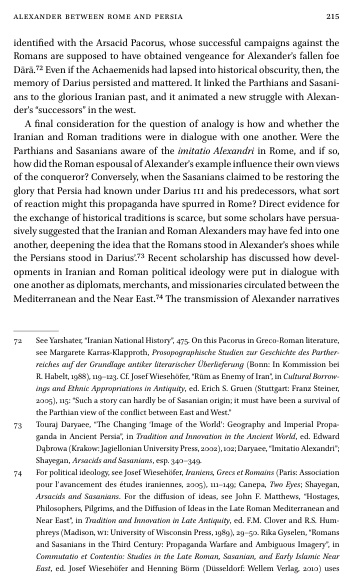 ALEXANDER BETWEEN ROME AND PERSIA 215
identified with the Arsacid Pacorus, whose successful campaigns against the
Romans are supposed to have obtained vengeance for Alexander's fallen foe
Dārā.72 Even if the Achaemenids had lapsed into historical obscurity, then, the
memory of Darius persisted and mattered. It linked the Parthians and Sasani-
ans to the glorious Iranian past, and it animated a new struggle with Alexan-
der's "successors" in the west.
A final consideration for the question of analogy is how and whether the
Iranian and Roman traditions were in dialogue with one another. Were the
Parthians and Sasanians aware of the imitatio Alexandri in Rome, and if so,
how did the Roman espousal of Alexander's example influence their own views
of the conqueror? Conversely, when the Sasanians claimed to be restoring the
glory that Persia had known under Darius III and his predecessors, what sort
of reaction might this propaganda have spurred in Rome? Direct evidence for
the exchange of historical traditions is scarce, but some scholars have persua-
sively suggested that the Iranian and Roman Alexanders may have fed into one
another, deepening the idea that the Romans stood in Alexander's shoes while
the Persians stood in Darius'.73 Recent scholarship has discussed how devel-
opments in Iranian and Roman political ideology were put in dialogue with
one another as diplomats, merchants, and missionaries circulated between the
Mediterranean and the Near East.74 The transmission of Alexander narratives
72 See Yarshater, "Iranian National History", 475. On this Pacorus in Greco-Roman literature,
see Margarete Karras-Klapproth, Prosopographische Studien zur Geschichte des Parther-
reiches auf der Grundlage antiker literarischer Überlieferung (Bonn: In Kommission bei
R. Habelt, 1988), 119–123. Cf. Josef Wiesehöfer, "Rūm as Enemy of Iran", in Cultural Borrow-
ings and Ethnic Appropriations in Antiquity, ed. Erich S. Gruen (Stuttgart: Franz Steiner,
2005), 115: "Such a story can hardly be of Sasanian origin; it must have been a survival of
the Parthian view of the conflict between East and West."
73 Touraj Daryaee, "The Changing 'Image of the World': Geography and Imperial Propa-
ganda in Ancient Persia", in Tradition and Innovation in the Ancient World, ed. Edward
Dąbrowa (Krakow: Jagiellonian University Press, 2002), 102; Daryaee, "Imitatio Alexandri";
Shayegan, Arsacids and Sasanians, esp. 340–349.
74 For political ideology, see Josef Wiesehöfer, Iraniens, Grecs et Romains (Paris: Association
pour l'avancement des études iraniennes, 2005), 111–149; Canepa, Two Eyes; Shayegan,
Arsacids and Sasanians. For the diffusion of ideas, see John F. Matthews, "Hostages,
Philosophers, Pilgrims, and the Diffusion of Ideas in the Late Roman Mediterranean and
Near East", in Tradition and Innovation in Late Antiquity, ed. F.M. Clover and R.S. Hum-
phreys (Madison, WI: University of Wisconsin Press, 1989), 29–50. Rika Gyselen, "Romans
and Sasanians in the Third Century: Propaganda Warfare and Ambiguous Imagery", in
Commutatio et Contentio: Studies in the Late Roman, Sasanian, and Early Islamic Near
East, ed. Josef Wiesehöfer and Henning Börm (Düsseldorf: Wellem Verlag, 2010) uses